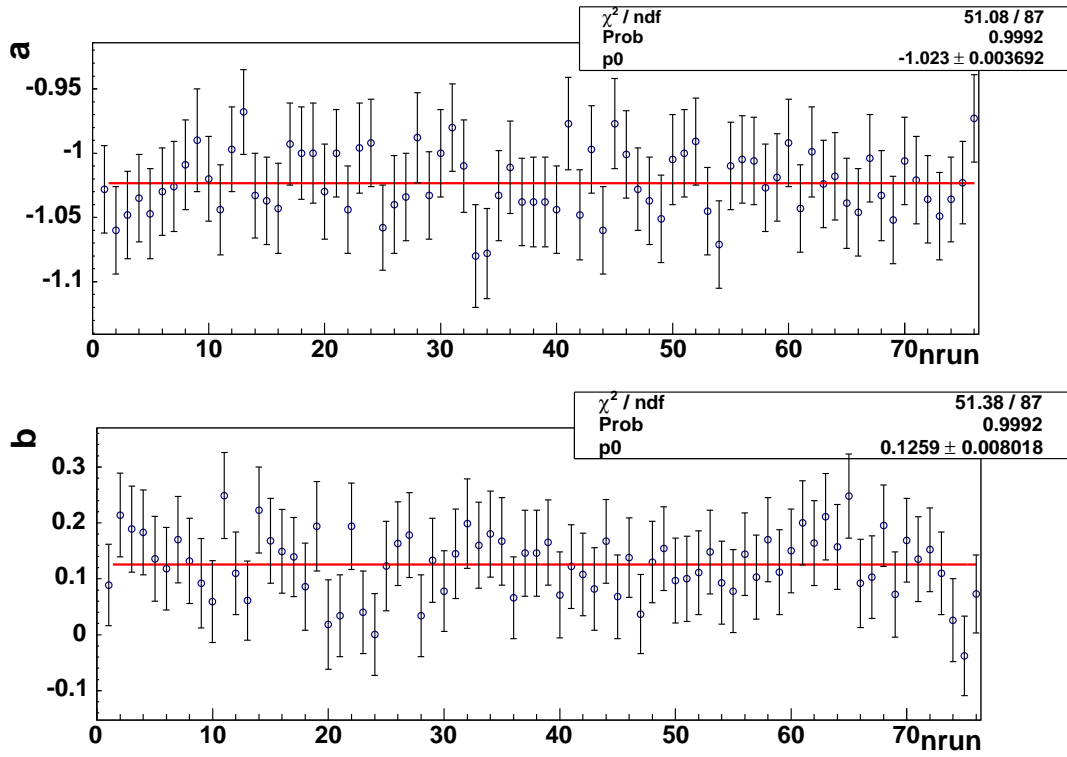 χ² / ndf 51.08 / 87
Prob 0.9992
p0 -1.023 ± 0.003692
a
-0.95
-1
-1.05
-1.1
0 10 20 30 40 50 60 70 nrun
χ² / ndf 51.38 / 87
Prob 0.9992
p0 0.1259 ± 0.008018
b
0.3
0.2
0.1
0
-0.1
0 10 20 30 40 50 60 70 nrun